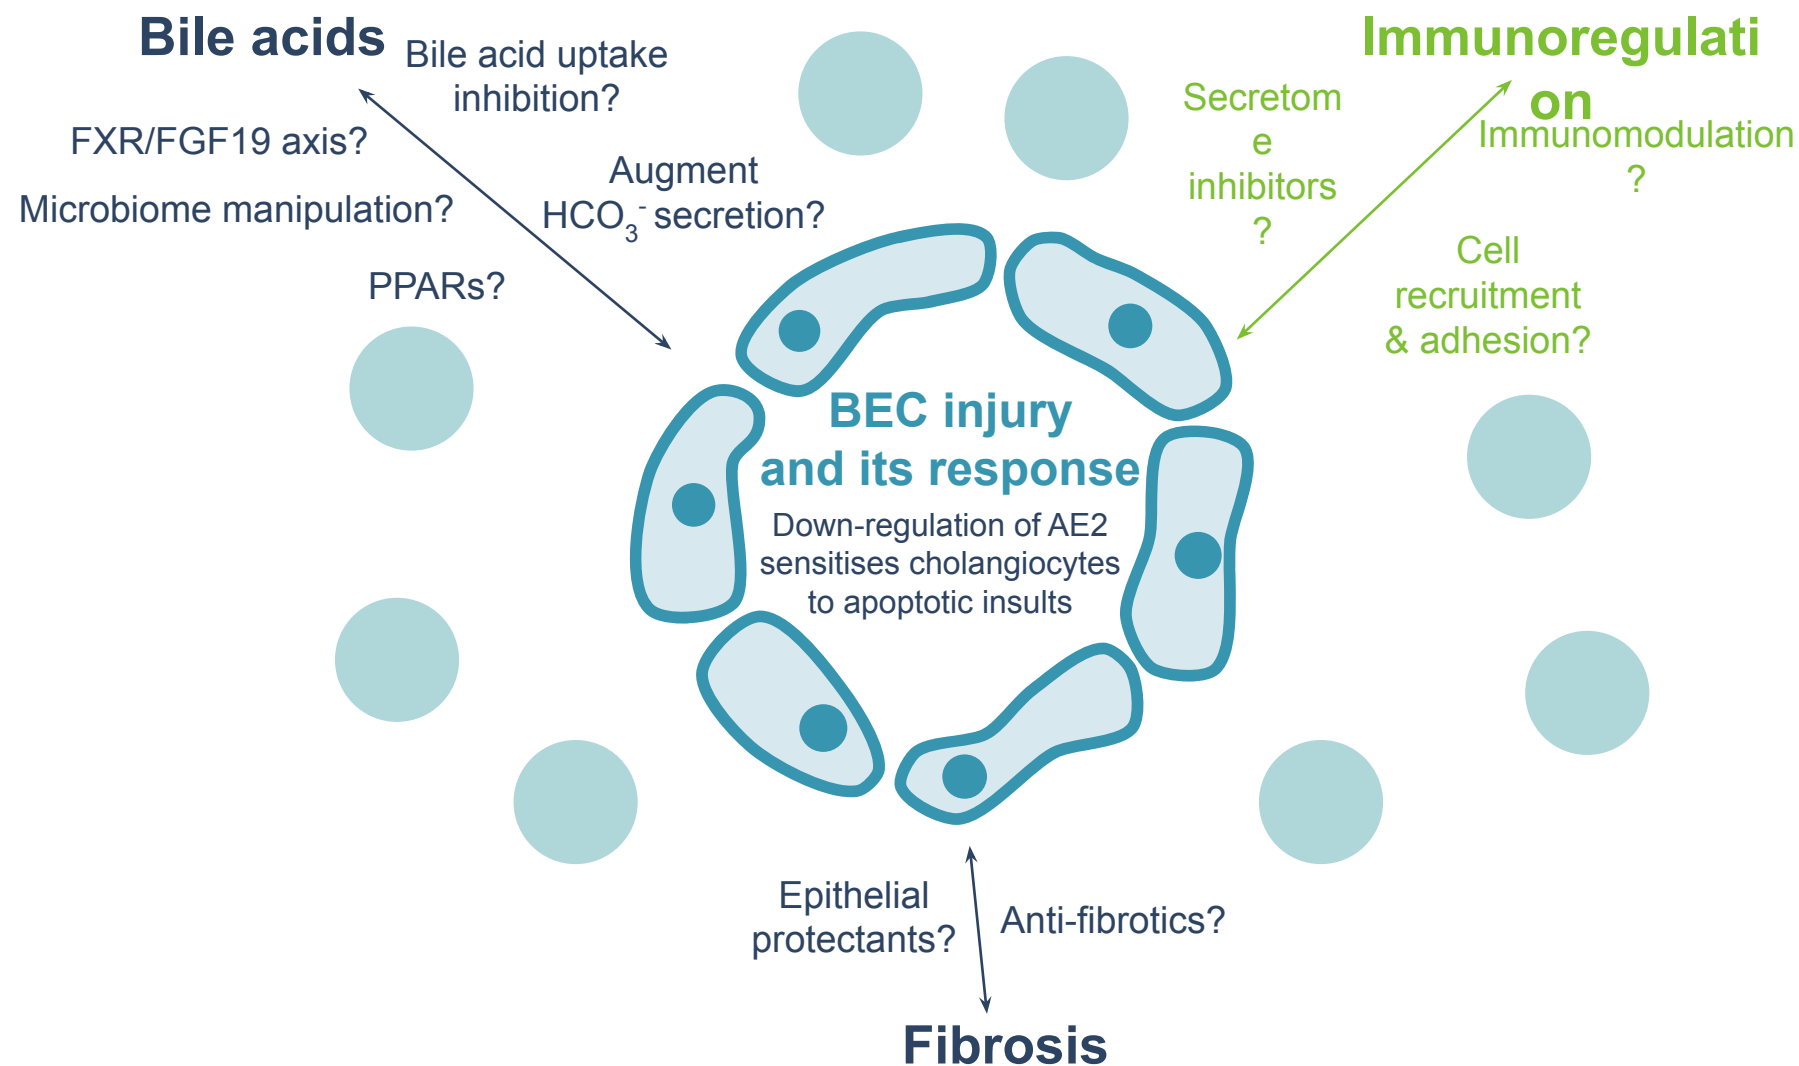 Bile acids
Bile acid uptake
inhibition?
FXR/FGF19 axis?
Microbiome manipulation?
Augment
HCO3- secretion?
PPARs?
Immunoregulati
on
Secretom
e
inhibitors
?
Immunomodulation
?
Cell
recruitment
& adhesion?
BEC injury
and its response
Down-regulation of AE2
sensitises cholangiocytes
to apoptotic insults
Epithelial
protectants?
Anti-fibrotics?
Fibrosis